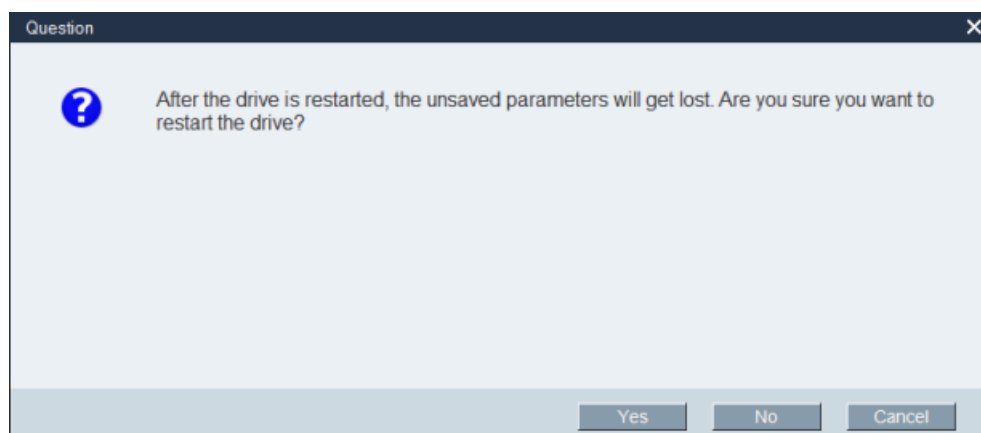 Question
After the drive is restarted, the unsaved parameters will get lost. Are you sure you want to
restart the drive?
Yes No Cancel